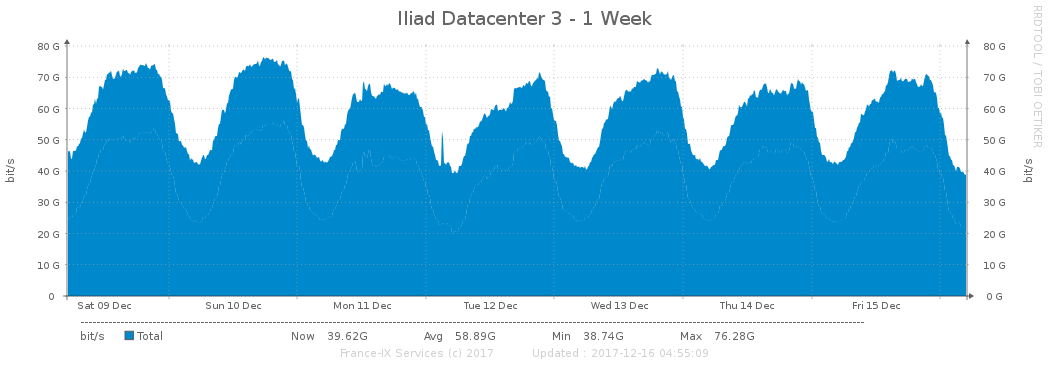 Iliad Datacenter 3 - 1 Week
RRDTOOL / TOBI OETIKER
80 G 80 G
70 G 70 G
60 G 60 G
50 G 50 G
40 G 40 G
30 G 30 G
20 G 20 G
10 G 10 G
0 0 G
bit/s bit/s
Sat 09 Dec Sun 10 Dec Mon 11 Dec Tue 12 Dec Wed 13 Dec Thu 14 Dec Fri 15 Dec
bit/s Total Now 39.62G Avg 58.89G Min 38.74G Max 76.28G
France-IX Services (c) 2017 Updated : 2017-12-16 04:55:09